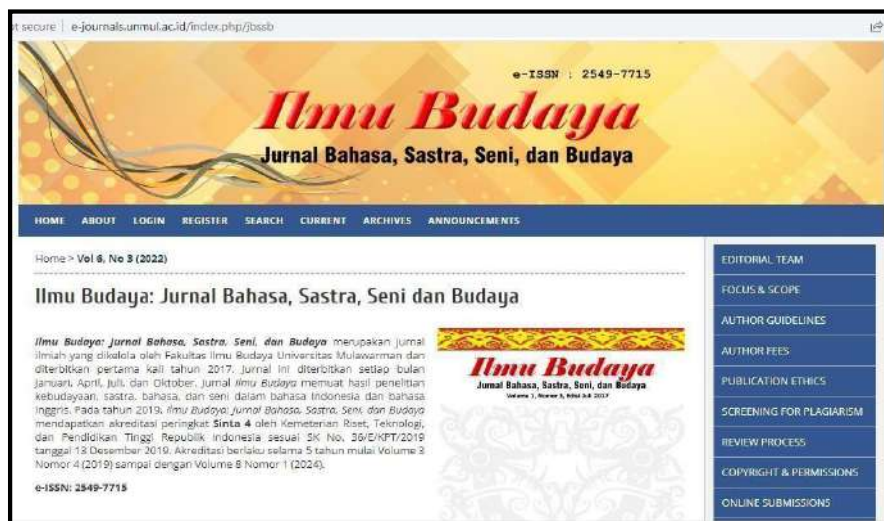 t secure | e-journals.unmul.ac.id/index.php/jbssb
e-ISSN : 2549-7715
Ilmu Budaya
Jurnal Bahasa, Sastra, Seni, dan Budaya
HOME ABOUT LOGIN REGISTER SEARCH CURRENT ARCHIVES ANNOUNCEMENTS
Home > Vol 6, No 3 (2022)
Ilmu Budaya: Jurnal Bahasa, Sastra, Seni dan Budaya
Ilmu Budaya: Jurnal Bahasa, Sastra, Seni, dan Budaya merupakan jurnal
ilmiah yang dikelola oleh Fakultas Ilmu Budaya Universitas Mulawarman dan
diterbitkan pertama kali tahun 2017. Jurnal ini diterbitkan setiap bulan
Januari, April, Juli, dan Oktober. Jurnal Ilmu Budaya memuat hasil penelitian
kebudayaan, sastra, bahasa, dan seni dalam bahasa Indonesia dan bahasa
Inggris. Pada tahun 2019, Ilmu Budaya: Jurnal Bahasa, Sastra, Seni, dan Budaya
mendapatkan akreditasi peringkat Sinta 4 oleh Kemeterian Riset, Teknologi,
dan Pendidikan Tinggi Republik Indonesia sesuai SK No. 36/E/KPT/2019
tanggal 13 Desember 2019. Akreditasi berlaku selama 5 tahun mulai Volume 3
Nomor 4 (2019) sampai dengan Volume 8 Nomor 1 (2024).
e-ISSN: 2549-7715
Ilmu Budaya
Jurnal Bahasa, Sastra, Seni, dan Budaya
Volume 1, Nomor 3, Edisi Juli 2017
EDITORIAL TEAM
FOCUS & SCOPE
AUTHOR GUIDELINES
AUTHOR FEES
PUBLICATION ETHICS
SCREENING FOR PLAGIARISM
REVIEW PROCESS
COPYRIGHT & PERMISSIONS
ONLINE SUBMISSIONS